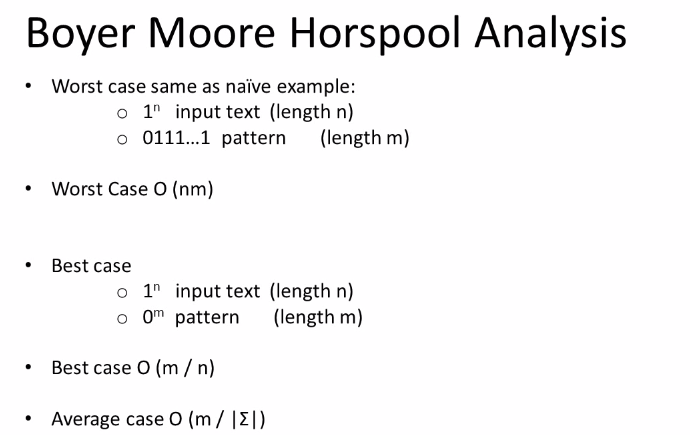 Boyer Moore Horspool Analysis
• Worst case same as naïve example:
o 1ⁿ input text (length n)
o 0111...1 pattern (length m)
• Worst Case O (nm)
• Best case
o 1ⁿ input text (length n)
o 0ᵐ pattern (length m)
• Best case O (m / n)
• Average case O (m / |Σ|)